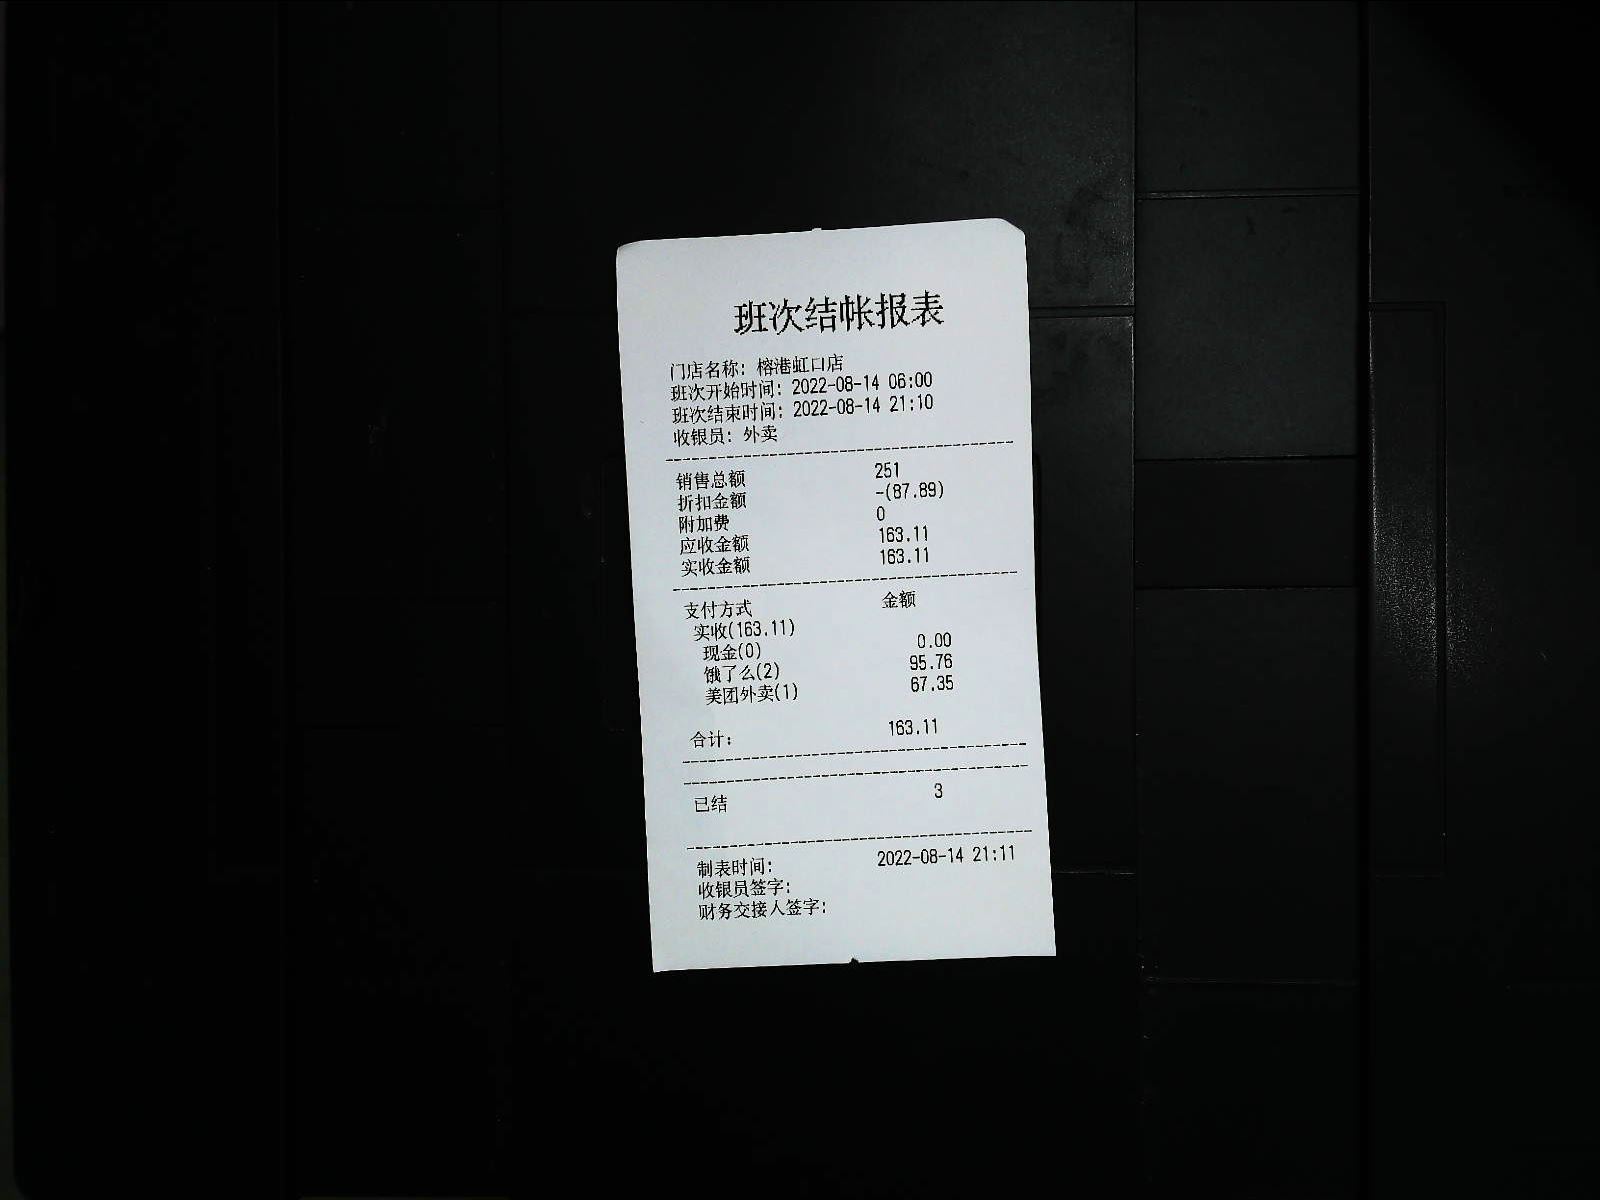 班次结帐报表
门店名称: 榕港虹口店
班次开始时间: 2022-08-14 06:00
班次结束时间: 2022-08-14 21:10
收银员: 外卖
销售总额 251
折扣金额 -(87.89)
附加费 0
应收金额 163.11
实收金额 163.11
支付方式 金额
实收(163.11)
现金(0) 0.00
饿了么(2) 95.76
美团外卖(1) 67.35
合计: 163.11
已结 3
制表时间: 2022-08-14 21:11
收银员签字:
财务交接人签字: